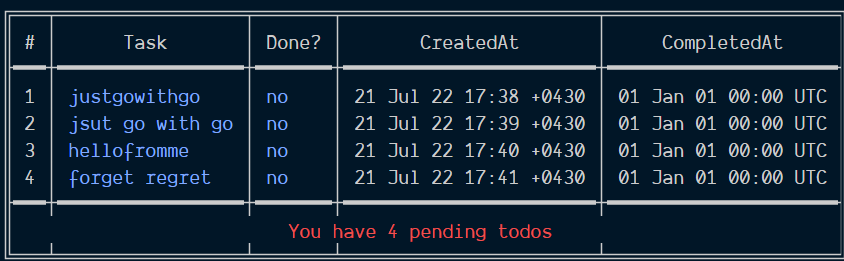 # Task Done? CreatedAt CompletedAt
1 justgowithgo no 21 Jul 22 17:38 +0430 01 Jan 01 00:00 UTC
2 jsut go with go no 21 Jul 22 17:39 +0430 01 Jan 01 00:00 UTC
3 hellofromme no 21 Jul 22 17:40 +0430 01 Jan 01 00:00 UTC
4 forget regret no 21 Jul 22 17:41 +0430 01 Jan 01 00:00 UTC
You have 4 pending todos